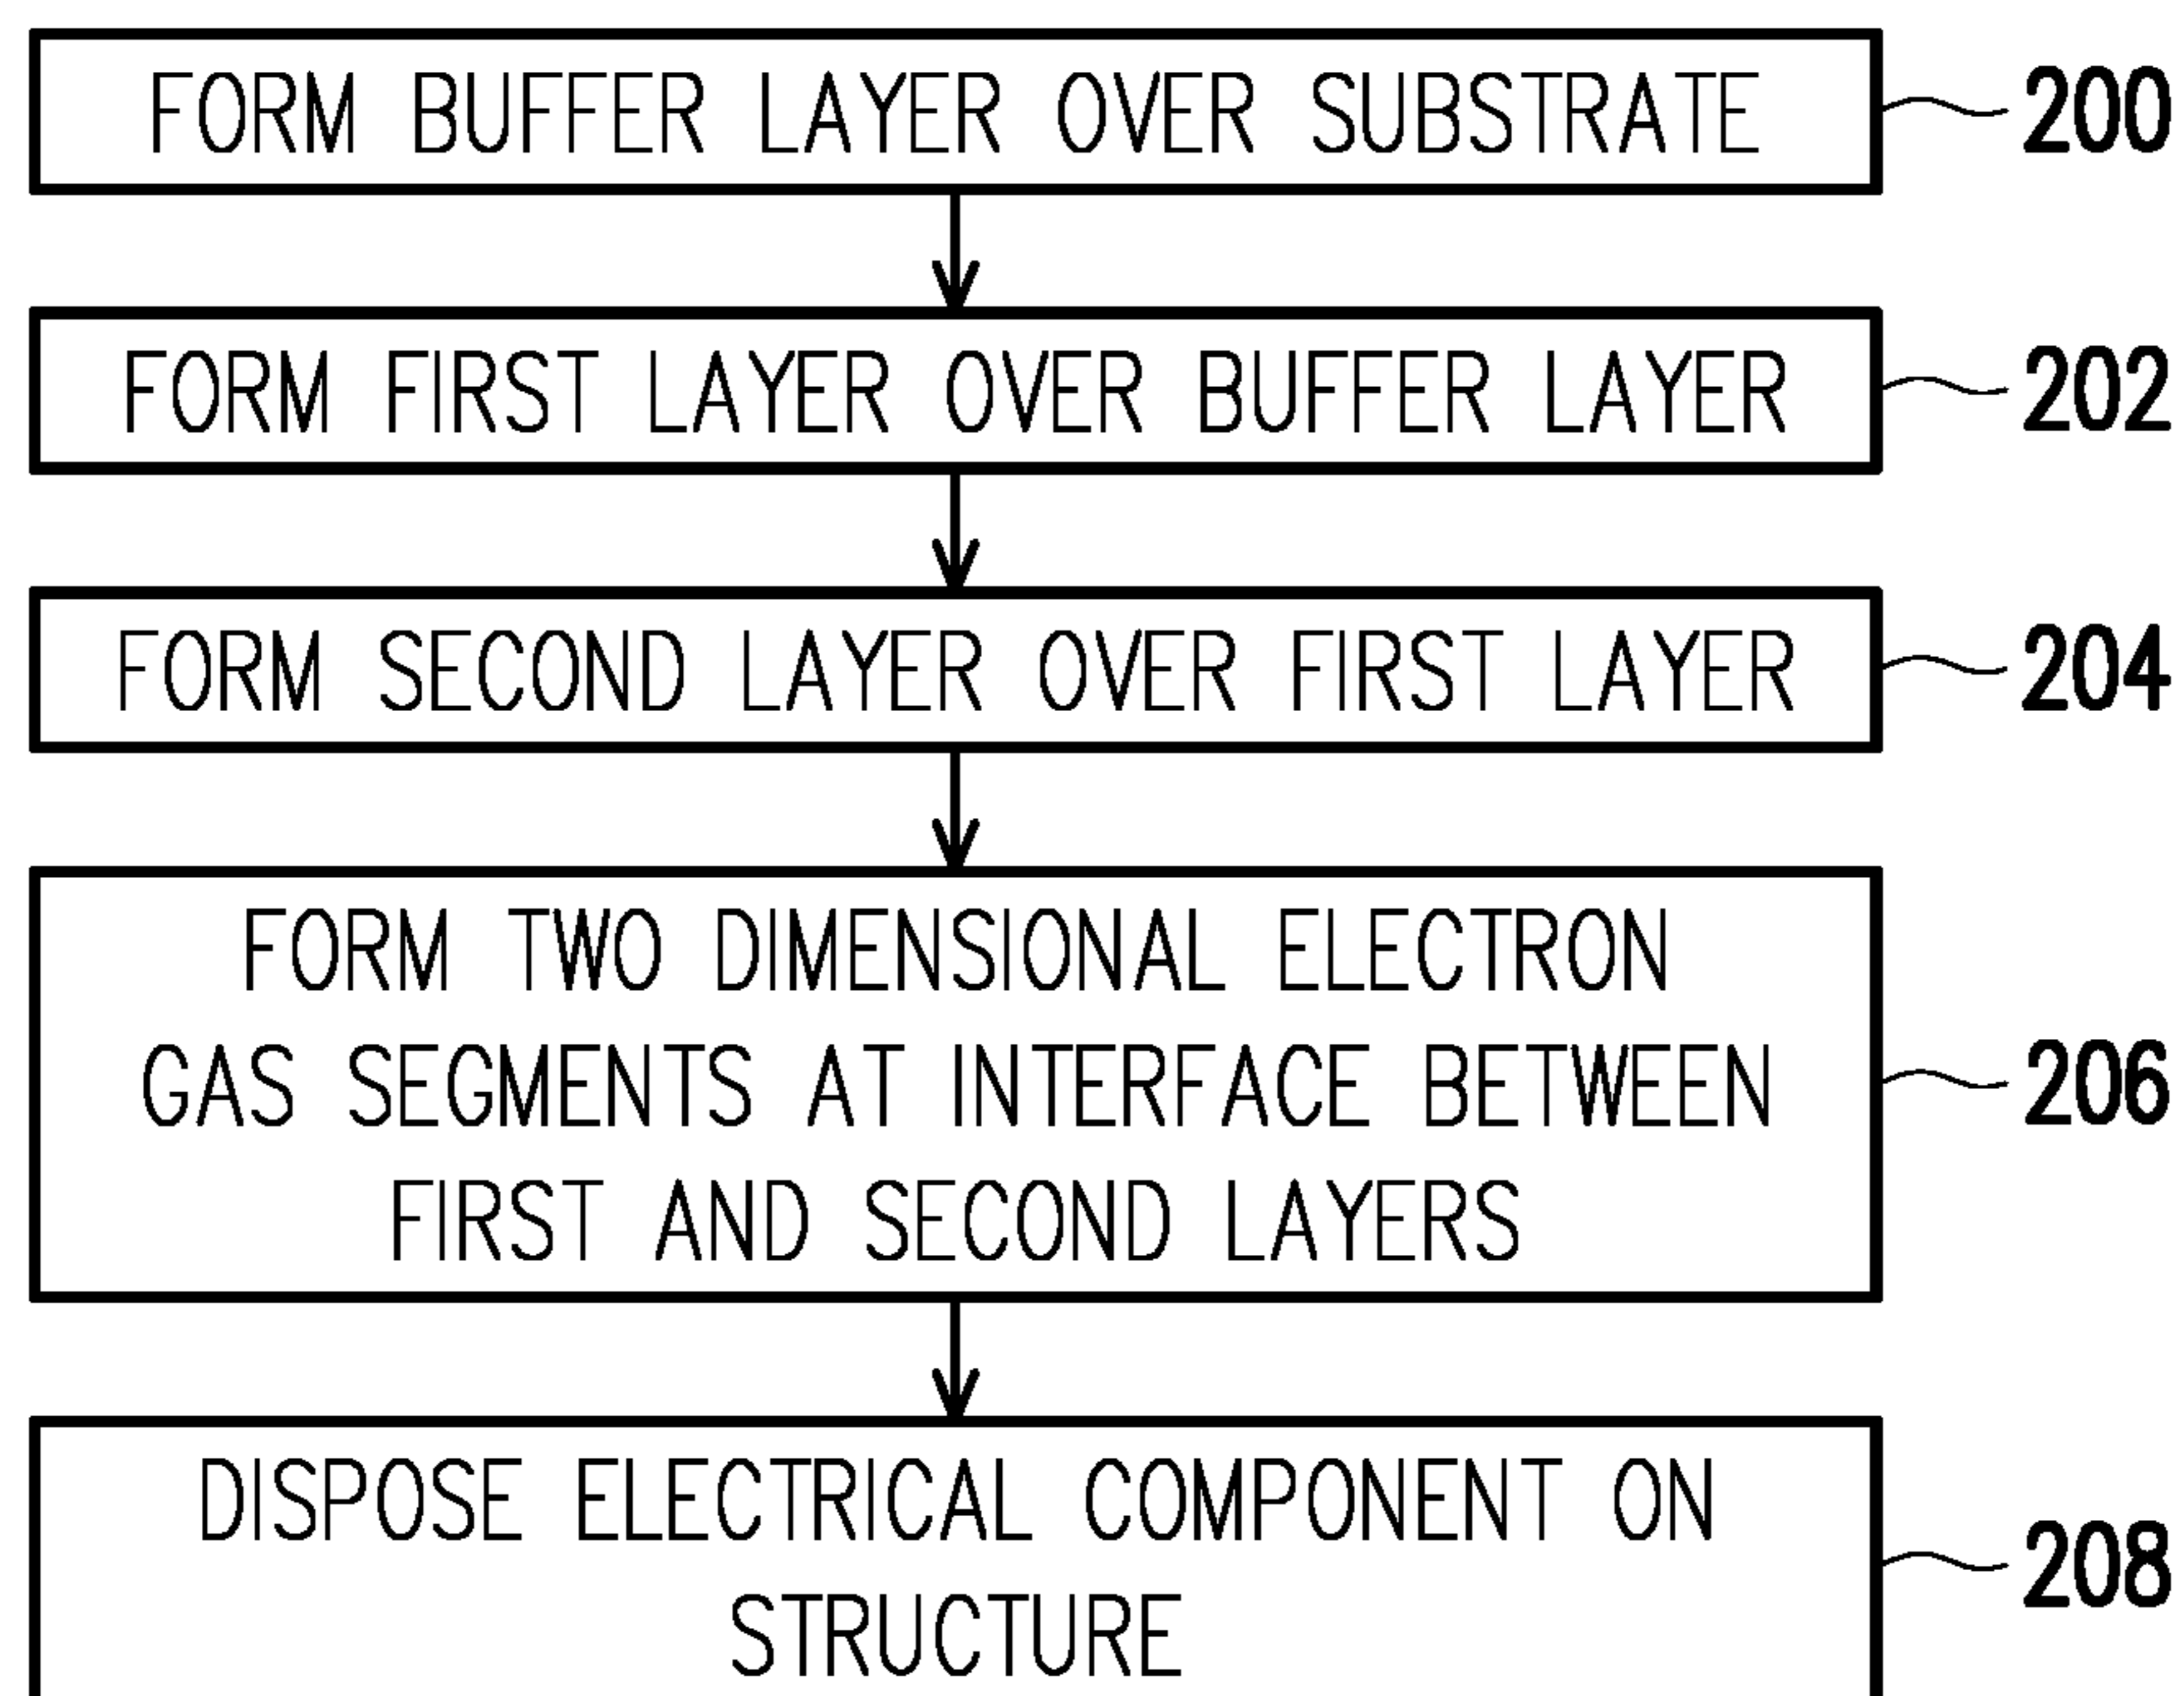 FORM BUFFER LAYER OVER SUBSTRATE
200
FORM FIRST LAYER OVER BUFFER LAYER
202
FORM SECOND LAYER OVER FIRST LAYER
204
FORM TWO DIMENSIONAL ELECTRON
GAS SEGMENTS AT INTERFACE BETWEEN
FIRST AND SECOND LAYERS
206
DISPOSE ELECTRICAL COMPONENT ON
STRUCTURE
208